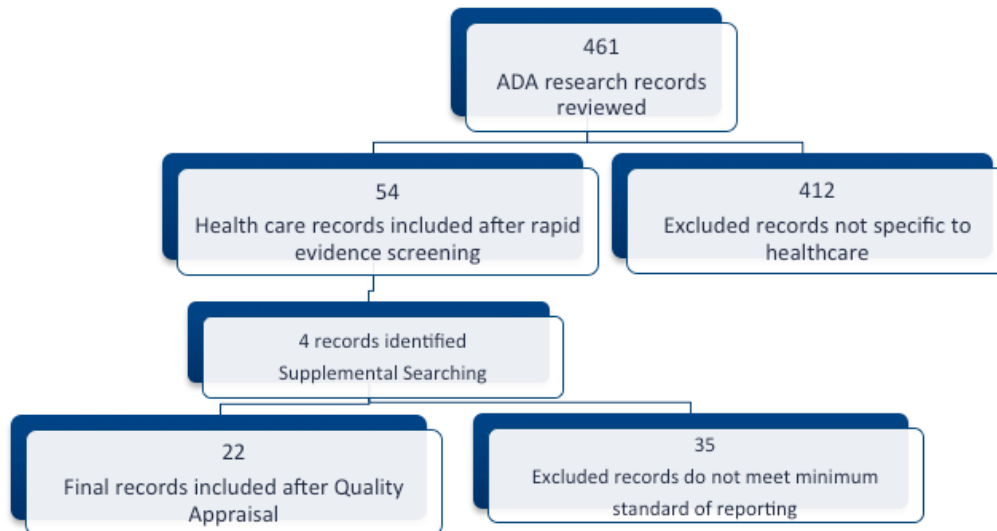 461
ADA research records
reviewed
54
Health care records included after rapid
evidence screening
412
Excluded records not specific to
healthcare
4 records identified
Supplemental Searching
22
Final records included after Quality
Appraisal
35
Excluded records do not meet minimum
standard of reporting